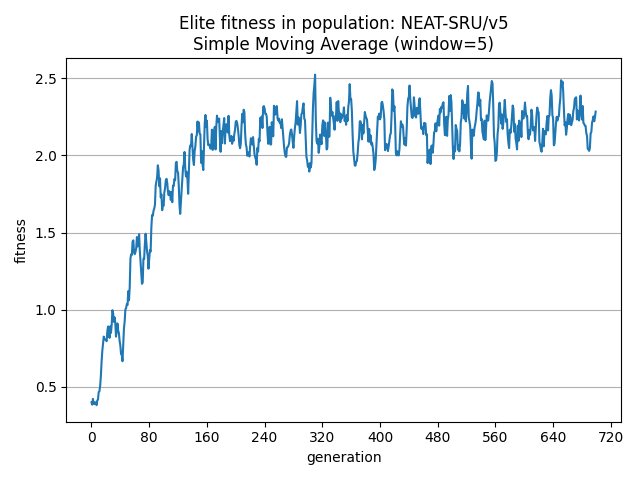 Elite fitness in population: NEAT-SRU/v5
Simple Moving Average (window=5)
fitness
2.5
2.0
1.5
1.0
0.5
0 80 160 240 320 400 480 560 640 720
generation